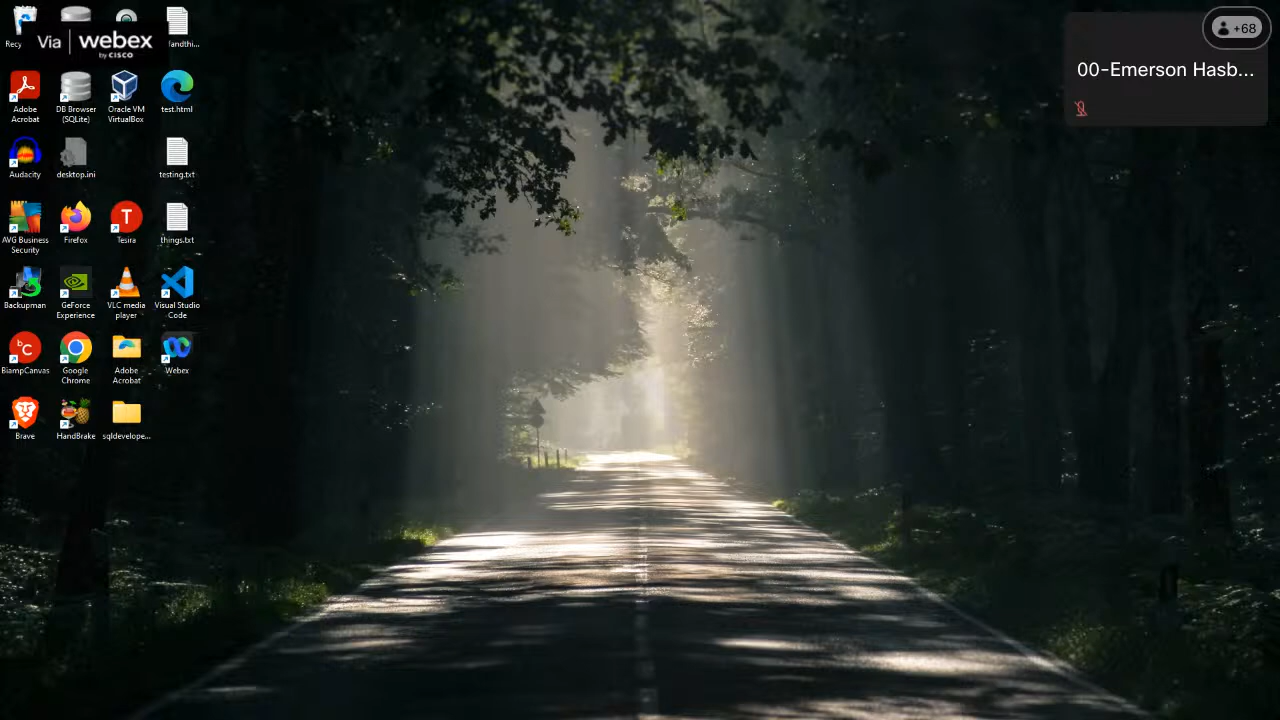 Recy
andthi...
Via | webex
by CISCO
+68
00-Emerson Hasb...
Adobe
Acrobat
DB Browser
(SQLite)
Oracle VM
VirtualBox
test.html
Audacity
desktop.ini
testing.txt
AVG Business
Security
Firefox
Tesira
things.txt
Backupman
GeForce
Experience
VLC media
player
Visual Studio
Code
BiampCanvas
Google
Chrome
Adobe
Acrobat
Webex
Brave
HandBrake
sqldevelope...